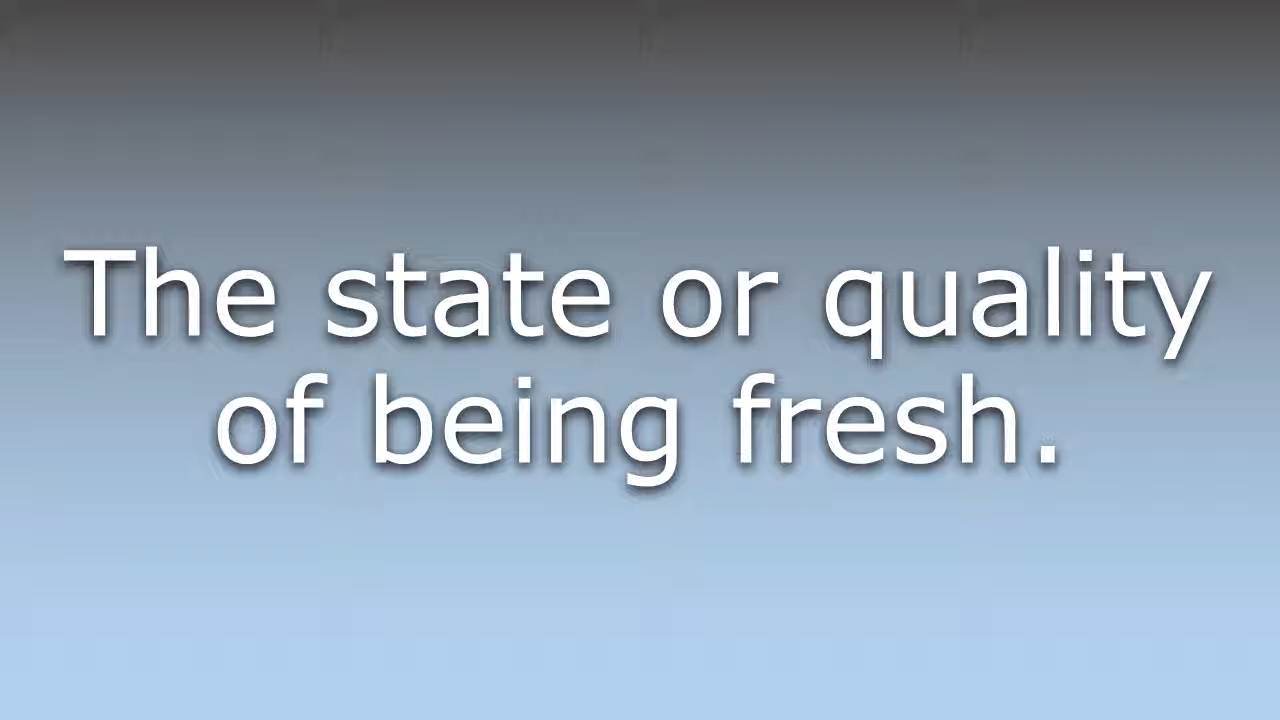 The state or quality
of being fresh.